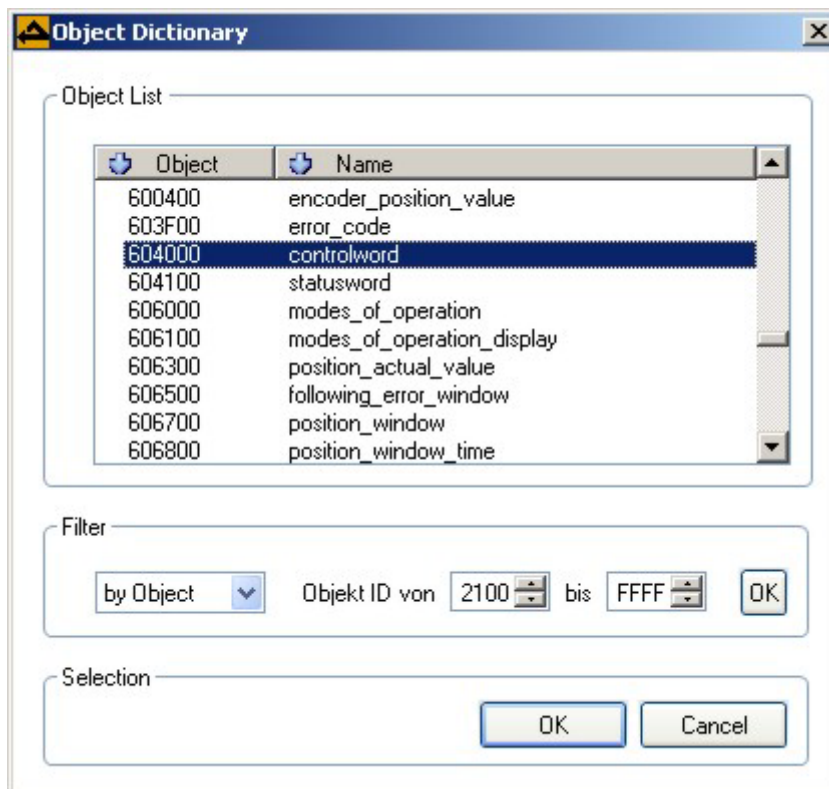 Object Dictionary
Object List
Object Name
600400 encoder_position_value
603F00 error_code
604000 controlword
604100 statusword
606000 modes_of_operation
606100 modes_of_operation_display
606300 position_actual_value
606500 following_error_window
606700 position_window
606800 position_window_time
Filter
by Object Objekt ID von 2100 bis FFFF OK
Selection
OK Cancel